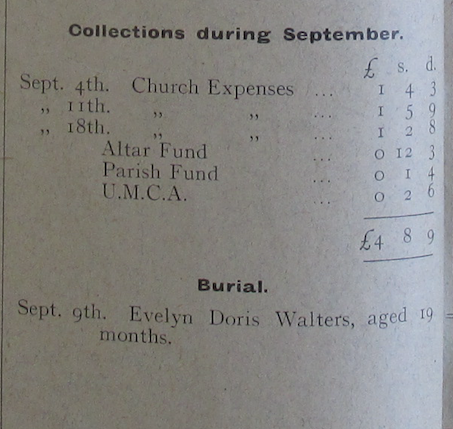 Collections during September.
£ s. d.
Sept. 4th. Church Expenses ... 1 4 3
„ 11th. „ „ ... 1 5 9
„ 18th. „ „ ... 1 2 8
Altar Fund ... 0 12 3
Parish Fund ... 0 1 4
U.M.C.A. ... 0 2 6
£4 8 9
Burial.
Sept. 9th. Evelyn Doris Walters, aged 19
months.